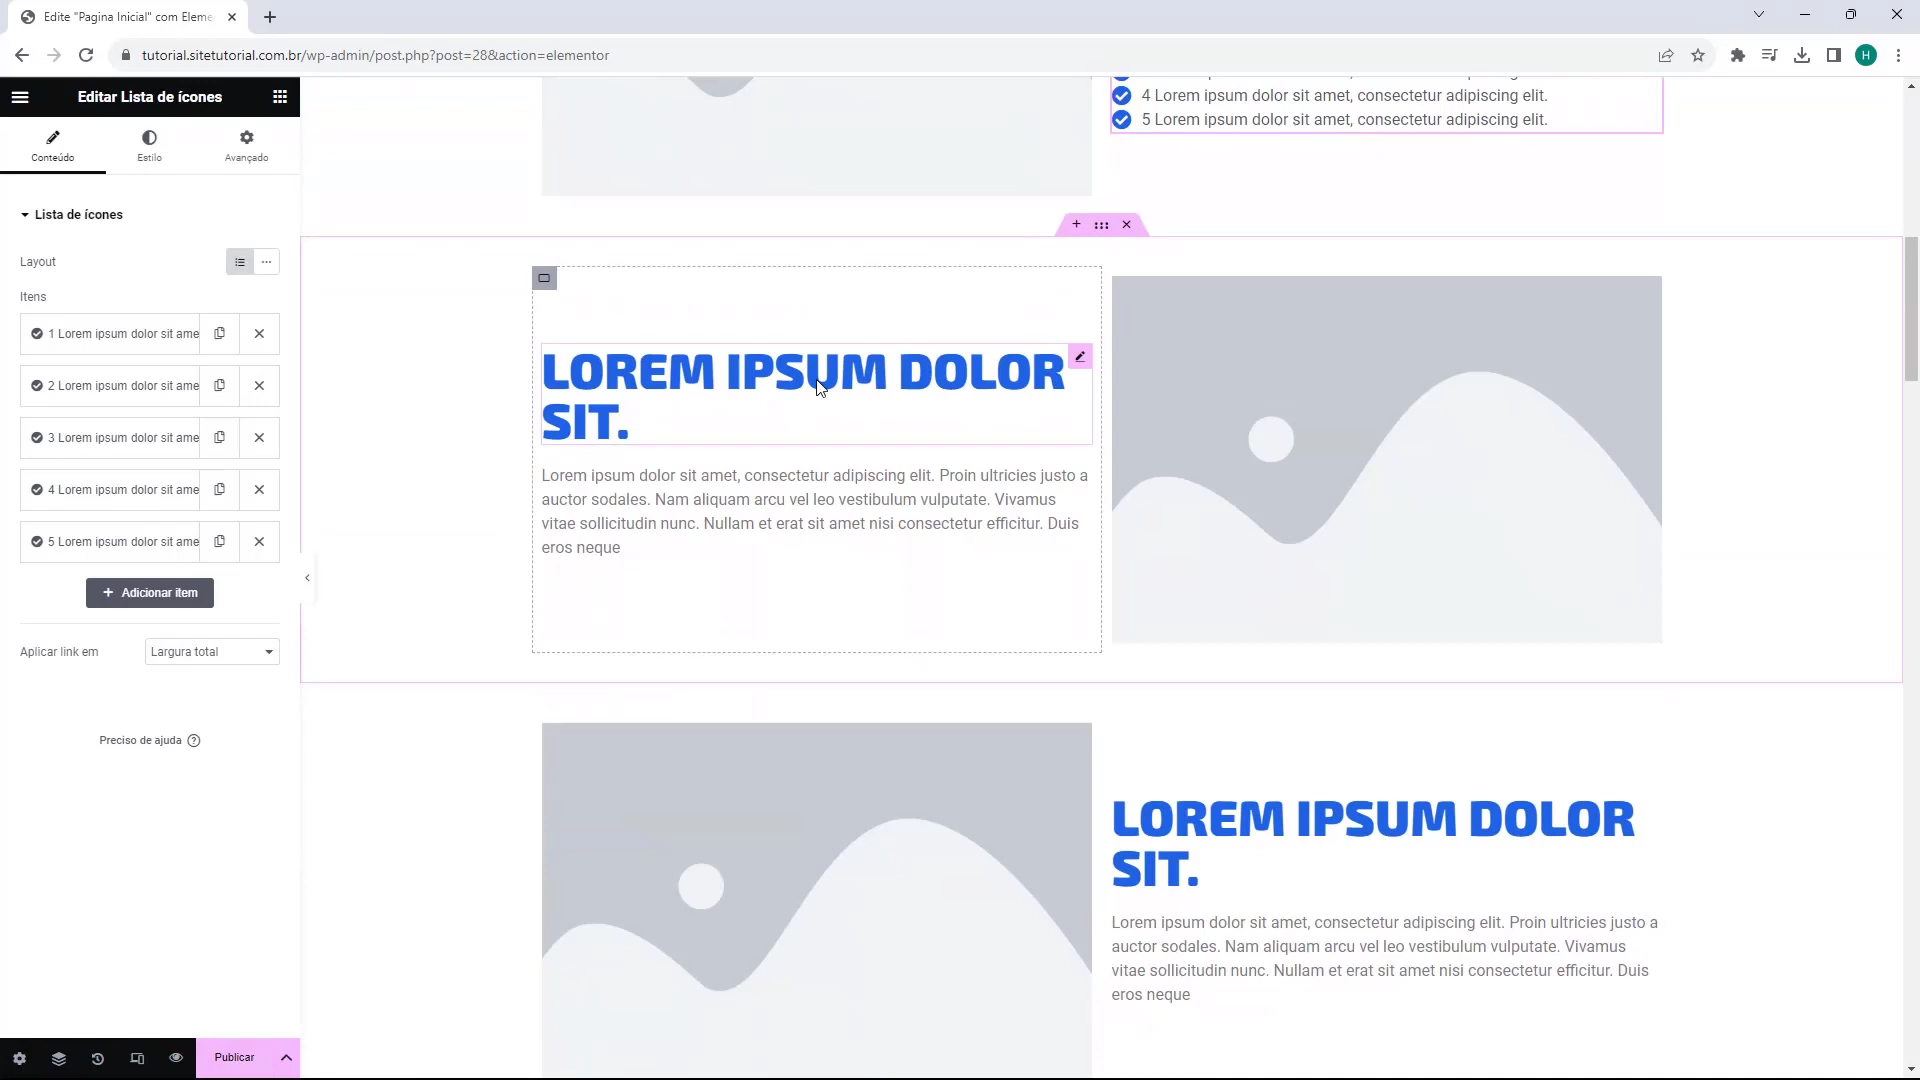 Edite "Pagina Inicial" com Eleme
tutorial.sitetutorial.com.br/wp-admin/post.php?post=28&action=elementor
H
Editar Lista de ícones
Conteúdo
Estilo
Avançado
Lista de ícones
Layout
Itens
1 Lorem ipsum dolor sit ame
2 Lorem ipsum dolor sit ame
3 Lorem ipsum dolor sit ame
4 Lorem ipsum dolor sit ame
5 Lorem ipsum dolor sit ame
+ Adicionar item
Aplicar link em
Largura total
Preciso de ajuda
Publicar
4 Lorem ipsum dolor sit amet, consectetur adipiscing elit.
5 Lorem ipsum dolor sit amet, consectetur adipiscing elit.
LOREM IPSUM DOLOR
SIT.
Lorem ipsum dolor sit amet, consectetur adipiscing elit. Proin ultricies justo a
auctor sodales. Nam aliquam arcu vel leo vestibulum vulputate. Vivamus
vitae sollicitudin nunc. Nullam et erat sit amet nisi consectetur efficitur. Duis
eros neque
LOREM IPSUM DOLOR
SIT.
Lorem ipsum dolor sit amet, consectetur adipiscing elit. Proin ultricies justo a
auctor sodales. Nam aliquam arcu vel leo vestibulum vulputate. Vivamus
vitae sollicitudin nunc. Nullam et erat sit amet nisi consectetur efficitur. Duis
eros neque